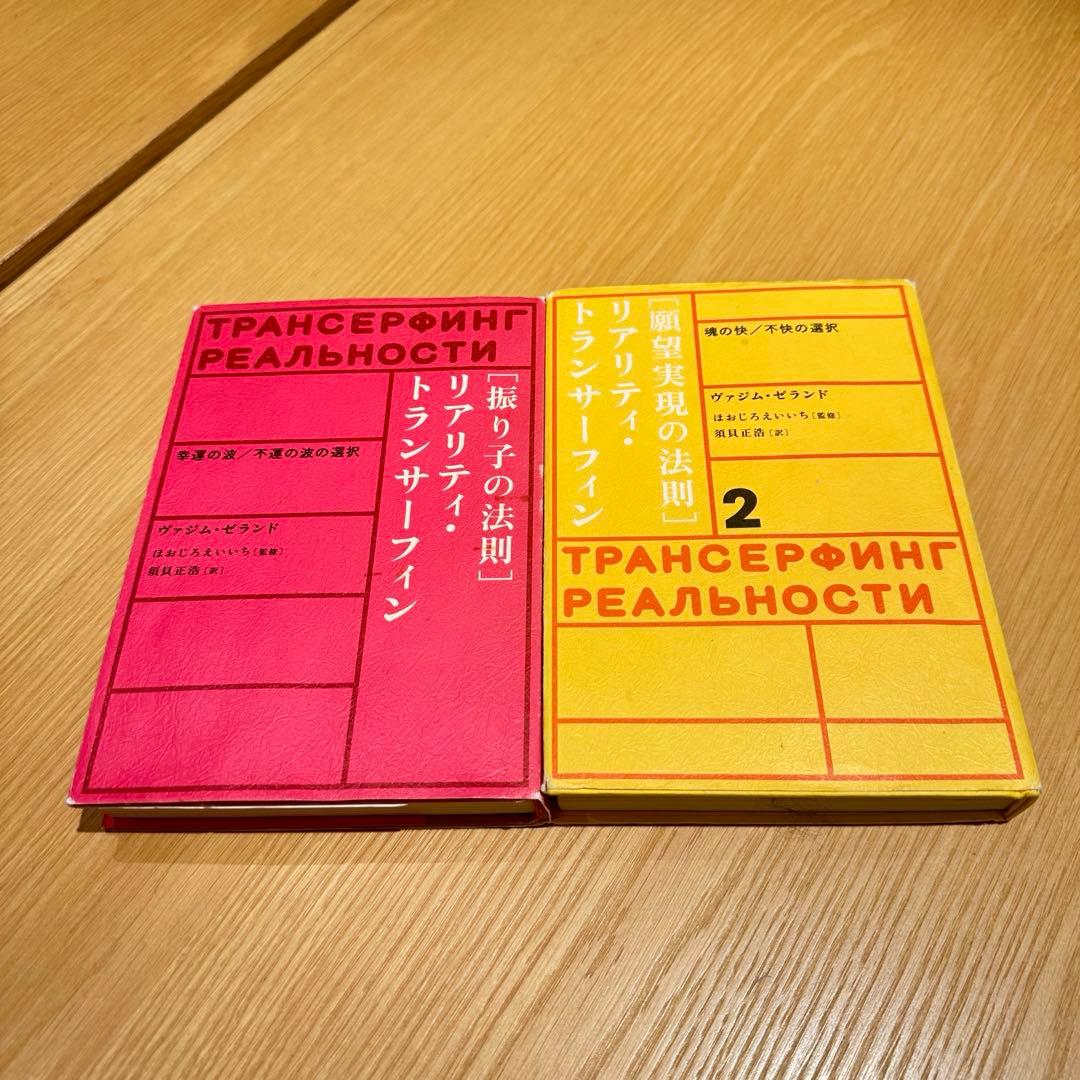 ТРАНСЕРФИНГ
РЕАЛЬНОСТИ
[振り子の法則]
リアリティ・
トランサーフィン
幸運の波/不運の波の選択
ヴァジム・ゼランド
ほおじろえいいち[監修]
須貝正浩[訳]
[願望実現の法則]
リアリティ・
トランサーフィン
魂の快/不快の選択
ヴァジム・ゼランド
ほおじろえいいち[監修]
須貝正浩[訳]
2
ТРАНСЕРФИНГ
РЕАЛЬНОСТИ